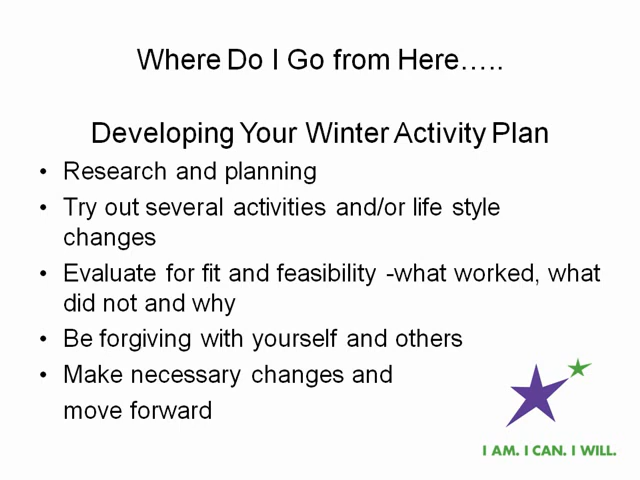 Where Do I Go from Here.....
Developing Your Winter Activity Plan
• Research and planning
• Try out several activities and/or life style
changes
• Evaluate for fit and feasibility -what worked, what
did not and why
• Be forgiving with yourself and others
• Make necessary changes and
move forward
I AM. I CAN. I WILL.